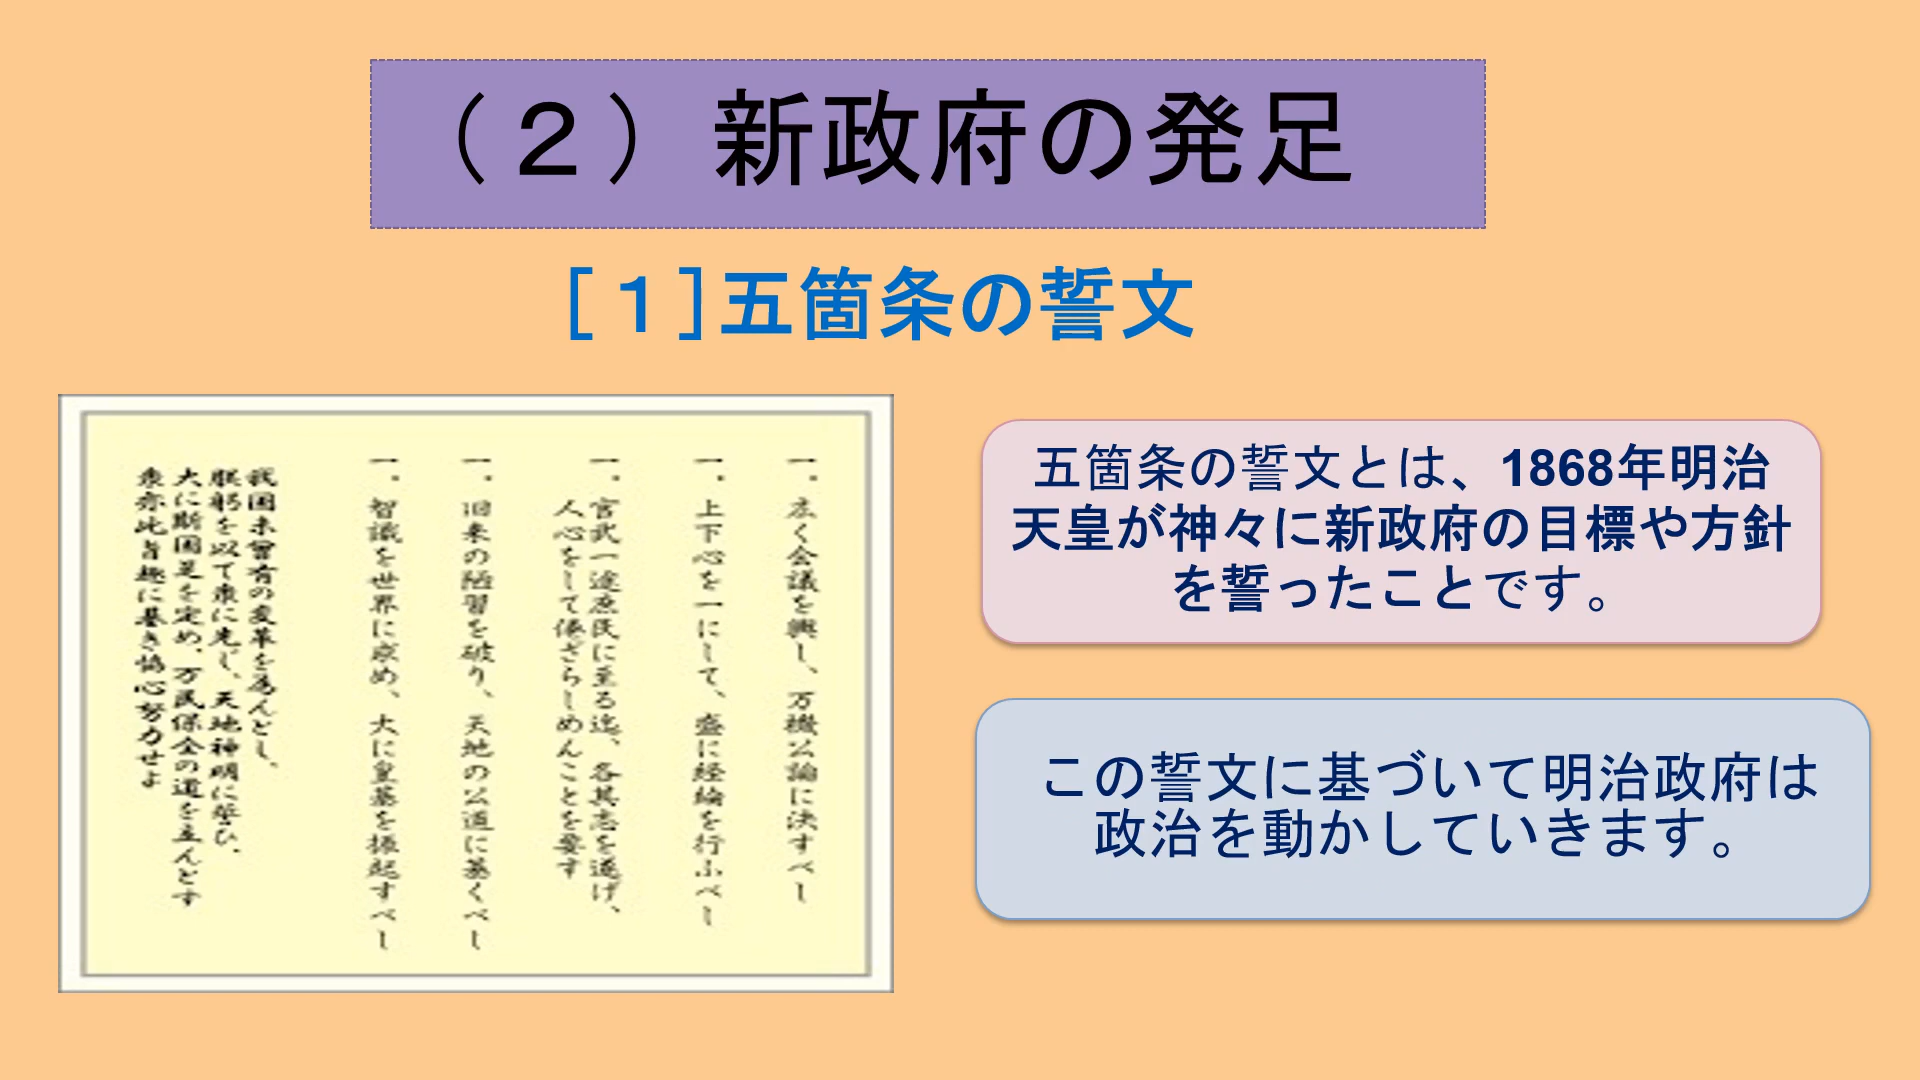 （２）新政府の発足
[１]五箇条の誓文
一、広く会議を興し、万機公論に決すべし
一、上下心を一にして、盛に経綸を行ふべし
一、官武一途庶民に至る迄、各其志を遂げ、
人心をして倦ざらしめんことを要す
一、旧来の陋習を破り、天地の公道に基くべし
一、智識を世界に求め、大に皇基を振起すべし
我国未曾有の変革を為んとし、
朕躬を以て衆に先じ、天地神明に誓ひ、
大に斯国是を定め、万民保全の道を立んとす
衆亦此旨趣に基き協心努力せよ
五箇条の誓文とは、1868年明治
天皇が神々に新政府の目標や方針
を誓ったことです。
この誓文に基づいて明治政府は
政治を動かしていきます。